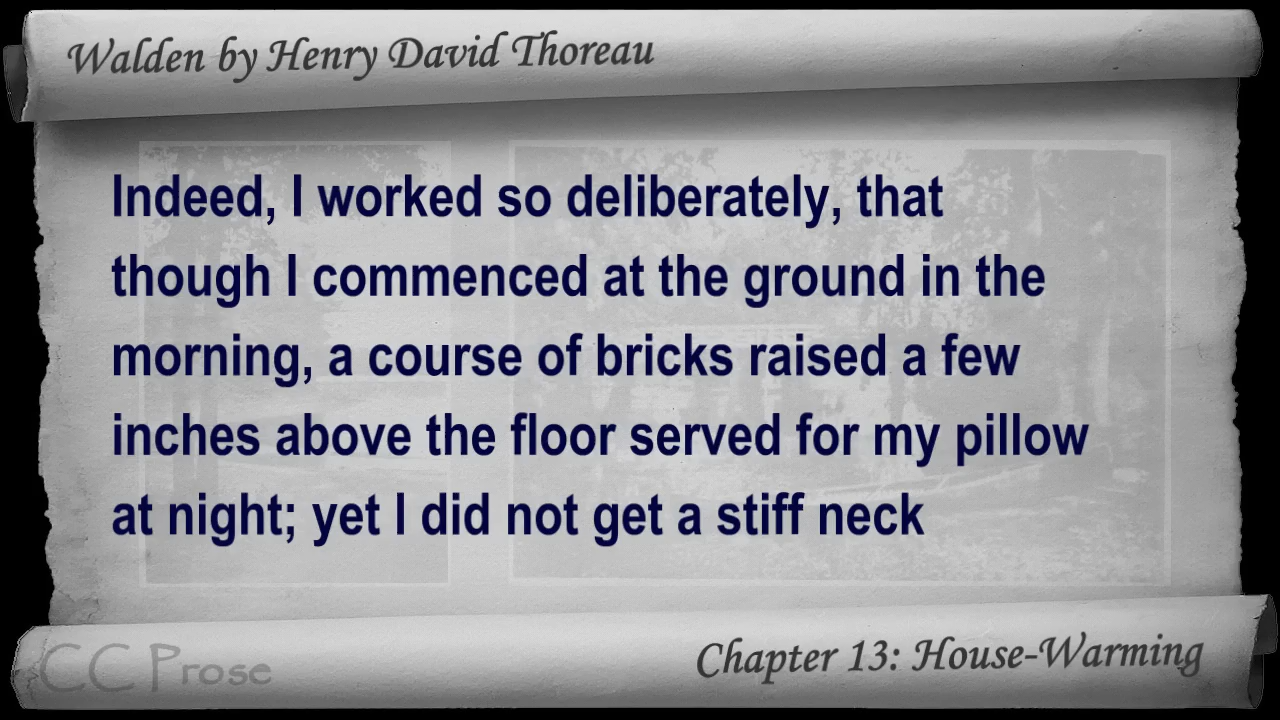 Walden by Henry David Thoreau
Indeed, I worked so deliberately, that
though I commenced at the ground in the
morning, a course of bricks raised a few
inches above the floor served for my pillow
at night; yet I did not get a stiff neck
CC Prose
Chapter 13: House-Warming